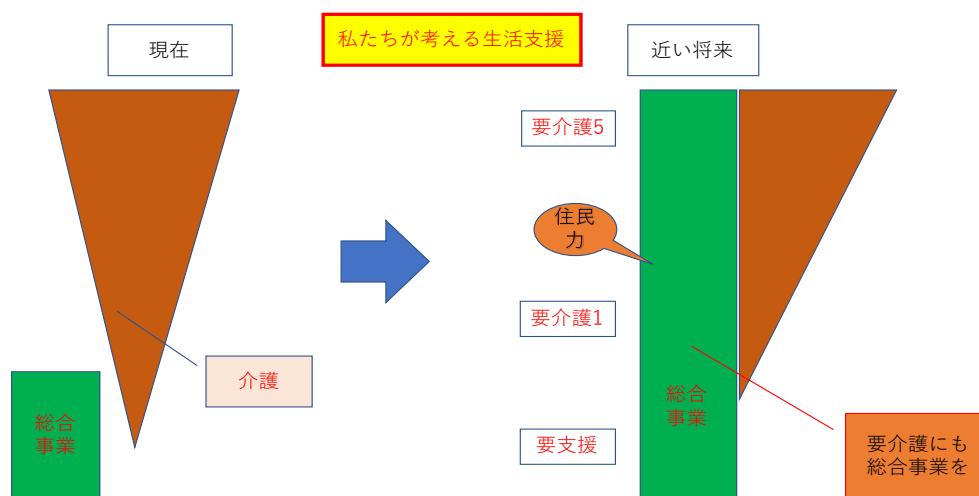 私たちが考える生活支援
現在
近い将来
要介護5
住民
力
要介護1
介護
総合
事業
総合
事業
要支援
要介護にも
総合事業を